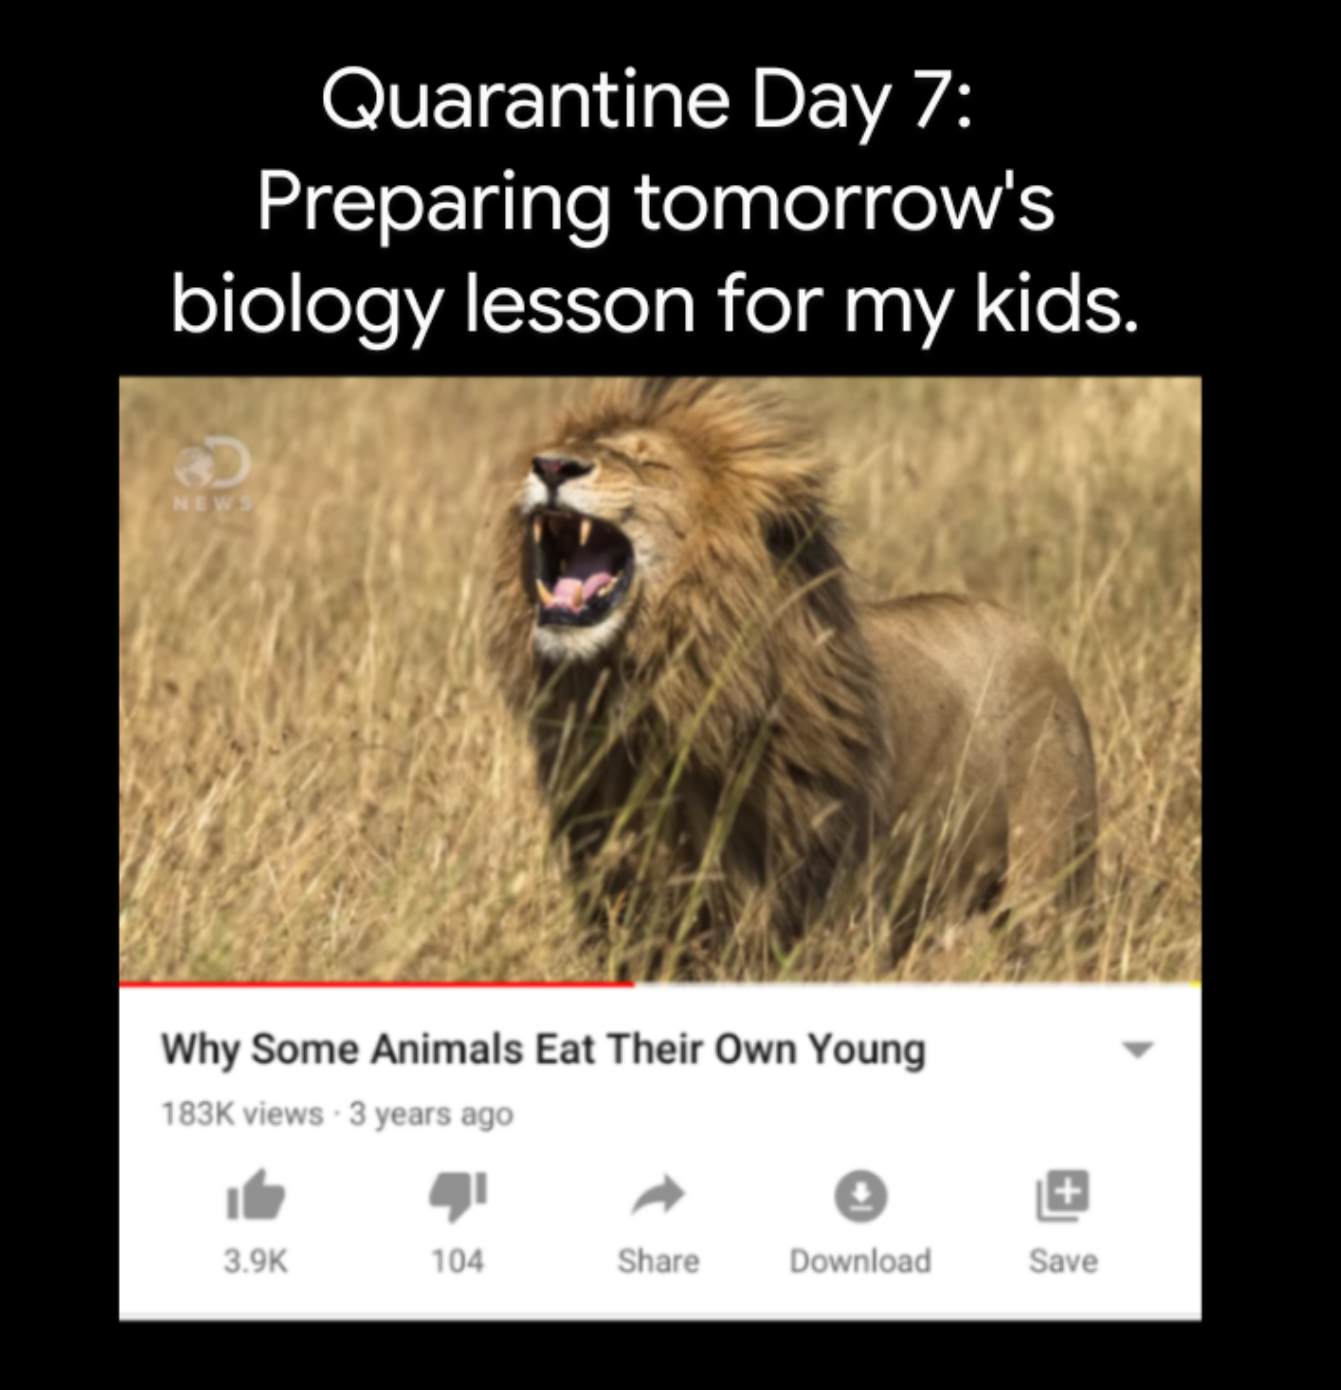 Quarantine Day 7:
Preparing tomorrow's
biology lesson for my kids.
D
NEWS
Why Some Animals Eat Their Own Young
183K views · 3 years ago
3.9K 104 Share Download Save